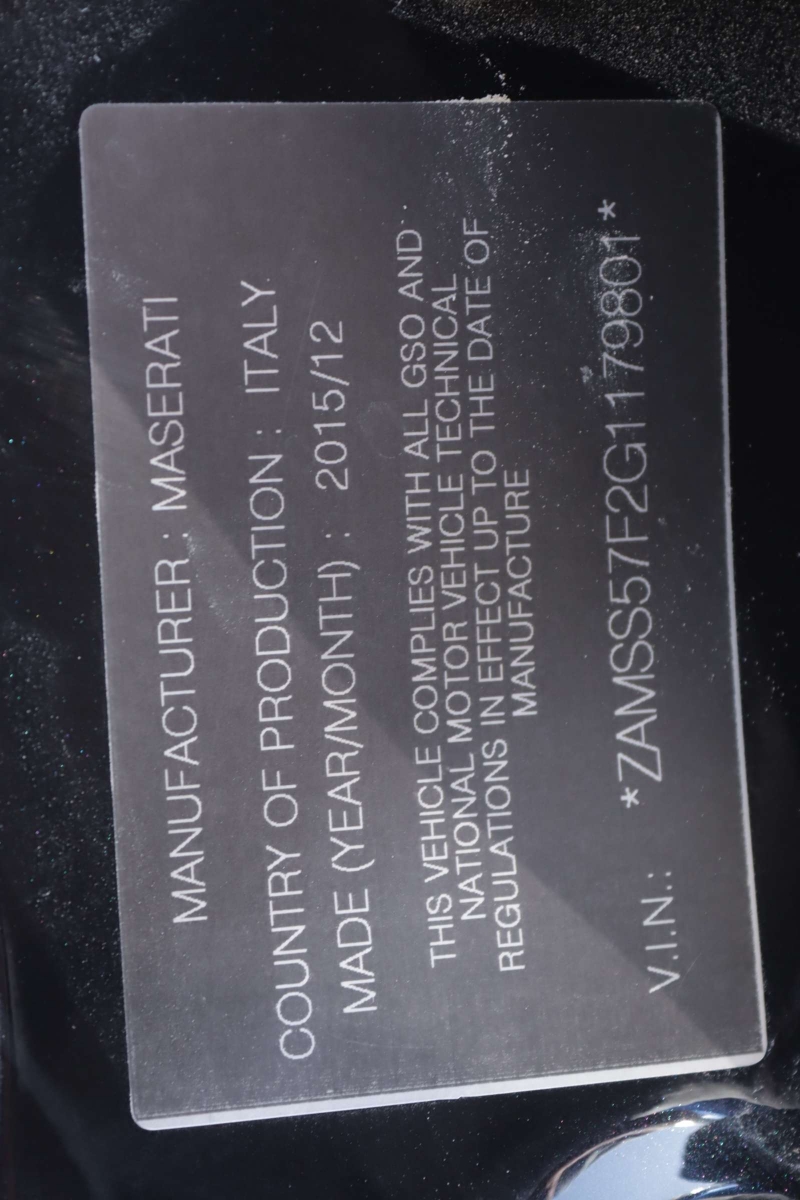 MANUFACTURER : MASERATI
COUNTRY OF PRODUCTION : ITALY
MADE (YEAR/MONTH) : 2015/12
THIS VEHICLE COMPLIES WITH ALL GSO AND
NATIONAL MOTOR VEHICLE TECHNICAL
REGULATIONS IN EFFECT UP TO THE DATE OF
MANUFACTURE
V.I.N.: *ZAMSS57F2G1179801*